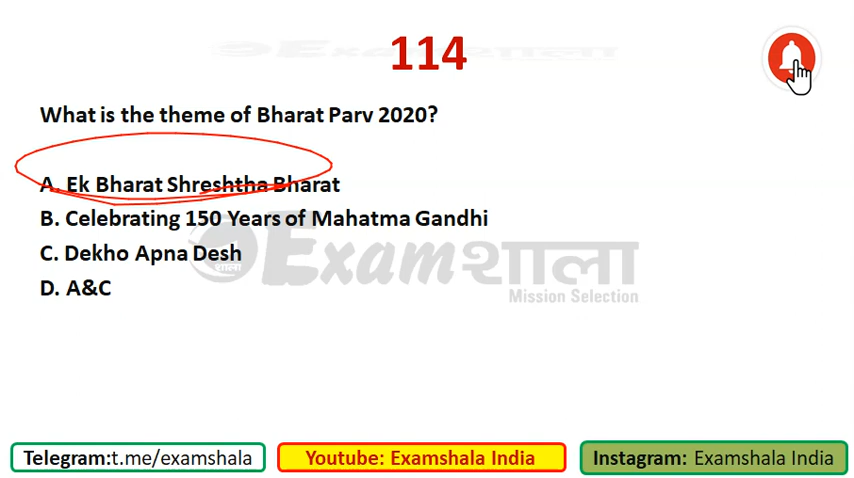 114
What is the theme of Bharat Parv 2020?
A. Ek Bharat Shreshtha Bharat
B. Celebrating 150 Years of Mahatma Gandhi
C. Dekho Apna Desh
D. A&C
Examशाला
शाला
Mission Selection
Telegram:t.me/examshala
Youtube: Examshala India
Instagram: Examshala India